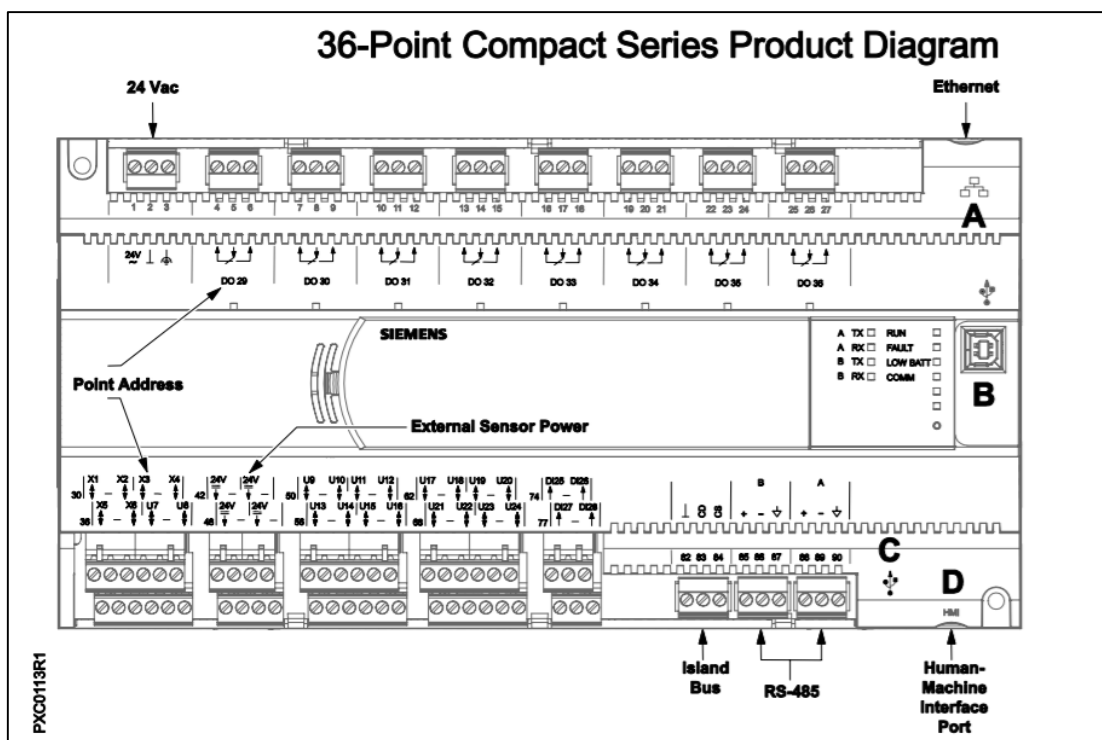 36-Point Compact Series Product Diagram
24 Vac
Ethernet
1 2 3 4 5 6 7 8 9 10 11 12 13 14 15 16 17 18 19 20 21 22 23 24 25 26 27
A
24V
~
DO 29 DO 30 DO 31 DO 32 DO 33 DO 34 DO 35 DO 36
SIEMENS
A TX RUN
A RX FAULT
B TX LOW BATT
B RX COMM
B
Point Address
External Sensor Power
X1 X2 X3 X4 24V 24V U9 U10 U11 U12 U17 U18 U19 U20 DI25 DI26
30 42 50 62 74
X5 X6 U7 U8 24V 24V U13 U14 U15 U16 U21 U22 U23 U24 DI27 DI28
36 46 56 68 77
B A
CD CS + - + -
82 83 84 85 86 87 88 89 90
C
D
HMI
Island
Bus
RS-485
Human-
Machine
Interface
Port
PXC0113R1